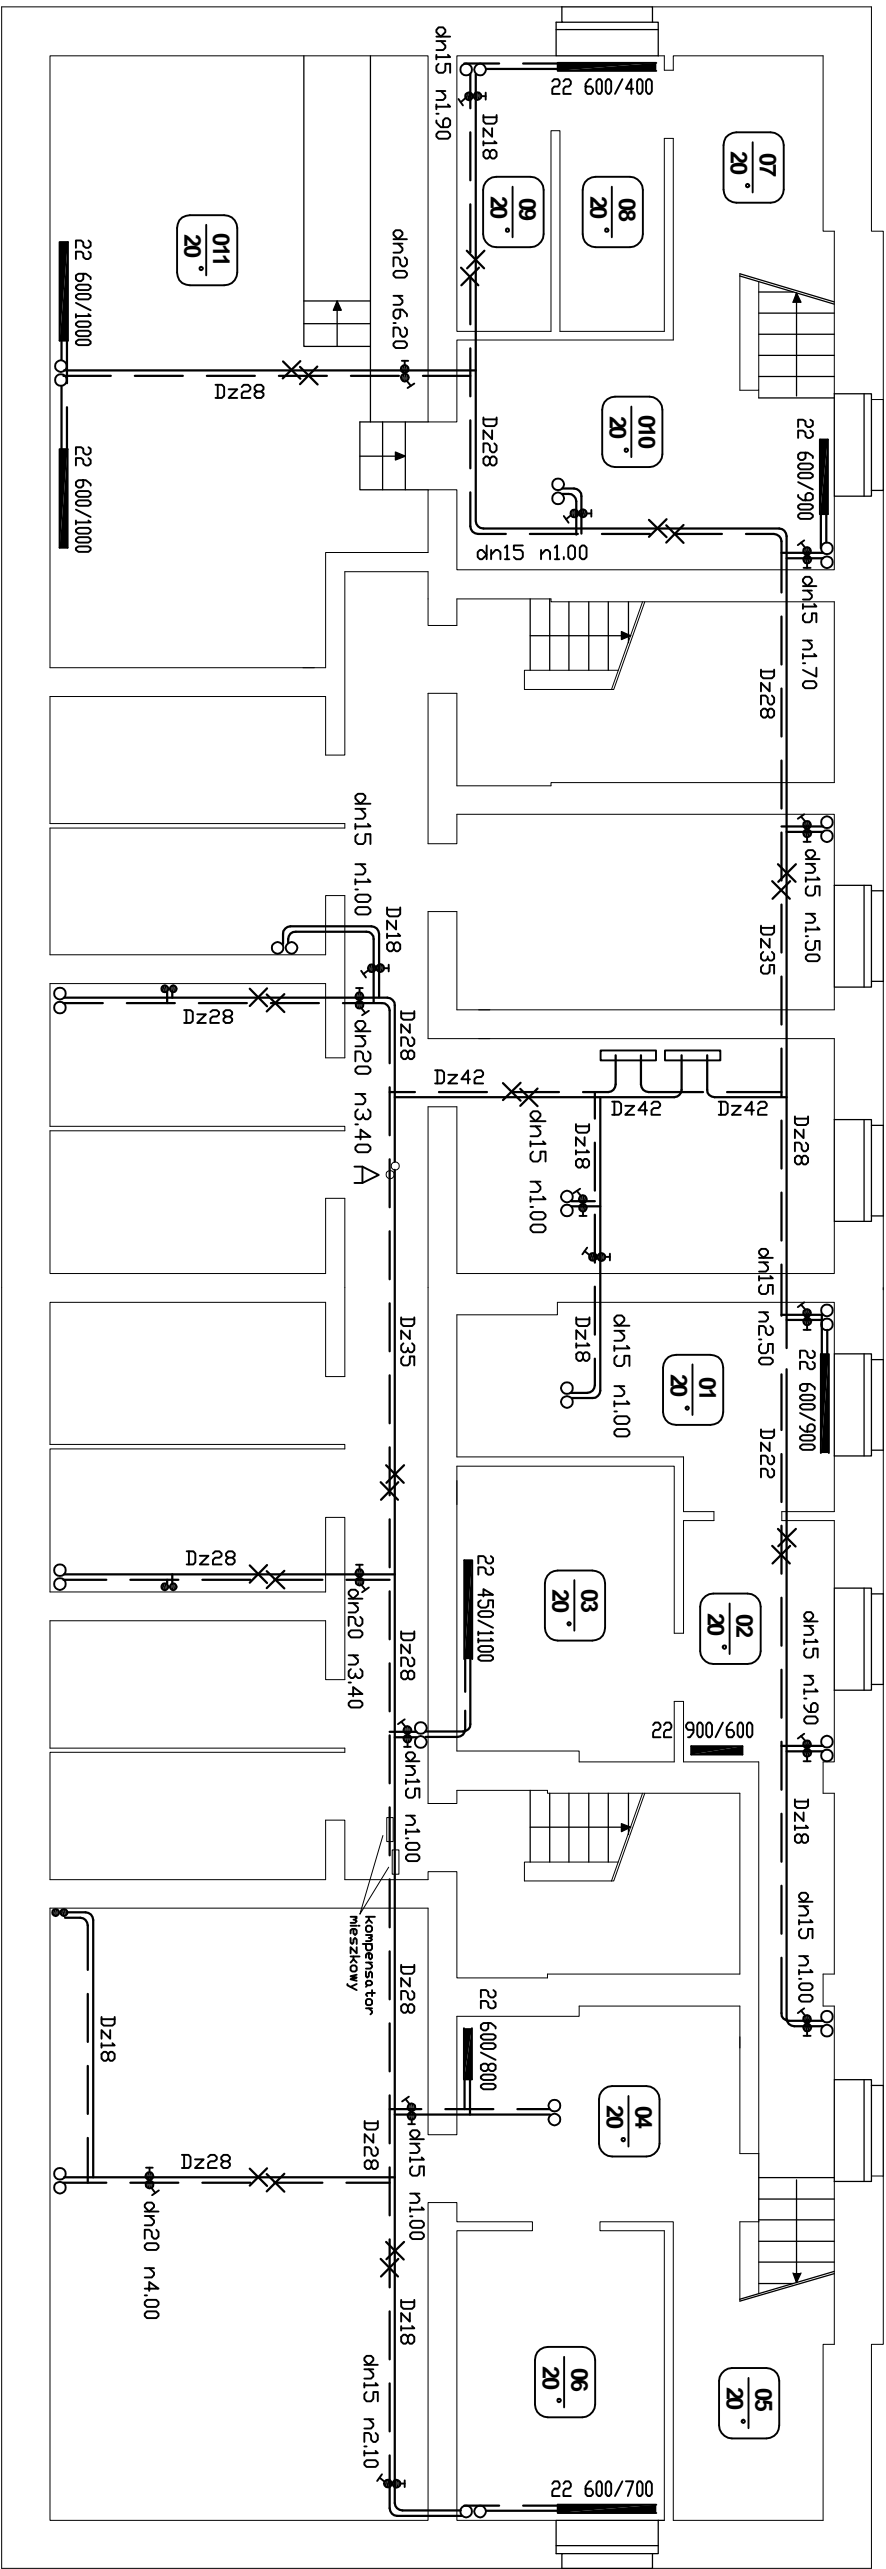 dn15 n1.90
22 600/400
Dz18
07
20°
08
20°
09
20°
011
20°
dn20 n6.20
22 600/1000
Dz28
Dz28
010
20°
22 600/900
22 600/1000
dn15 n1.00
dn15 n1.70
Dz28
dn15 n1.00
dn15 n1.50
Dz18
Dz35
Dz28
Dz28
dn20 n3.40
A
Dz42
Dz42
Dz42
dn15 n1.00
Dz18
Dz28
dn15 n2.50
Dz35
Dz18
dn15 n1.00
01
20°
22 600/900
Dz22
Dz28
dn20 n3.40
22 450/1100
03
20°
02
20°
dn15 n1.90
Dz28
22 900/600
dn15 n1.00
Dz18
kompensator
mieszkowy
dn15 n1.00
Dz28
Dz18
22 600/800
04
20°
Dz28
Dz28
dn15 n1.00
dn20 n4.00
Dz18
dn15 n2.10
06
20°
05
20°
22 600/700